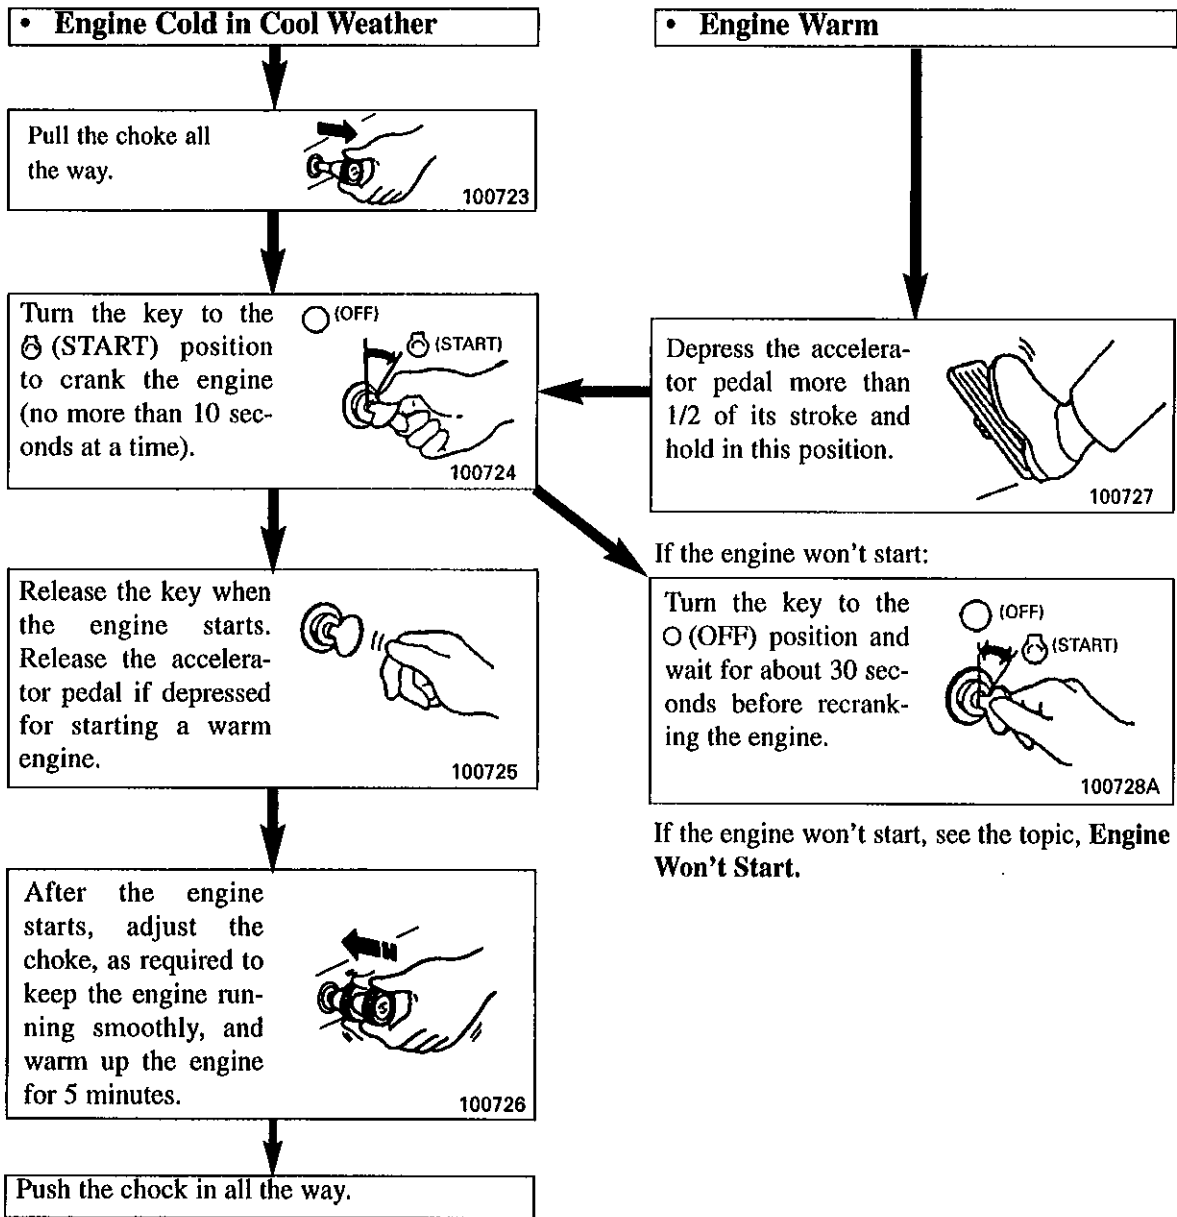 • Engine Cold in Cool Weather
Pull the choke all
the way.
100723
Turn the key to the
(START) position
to crank the engine
(no more than 10 sec-
onds at a time).
(OFF)
(START)
100724
Release the key when
the engine starts.
Release the accelera-
tor pedal if depressed
for starting a warm
engine.
100725
After the engine
starts, adjust the
choke, as required to
keep the engine run-
ning smoothly, and
warm up the engine
for 5 minutes.
100726
Push the chock in all the way.
• Engine Warm
Depress the accelera-
tor pedal more than
1/2 of its stroke and
hold in this position.
100727
If the engine won't start:
Turn the key to the
O (OFF) position and
wait for about 30 sec-
onds before recrank-
ing the engine.
(OFF)
(START)
100728A
If the engine won't start, see the topic, Engine
Won't Start.